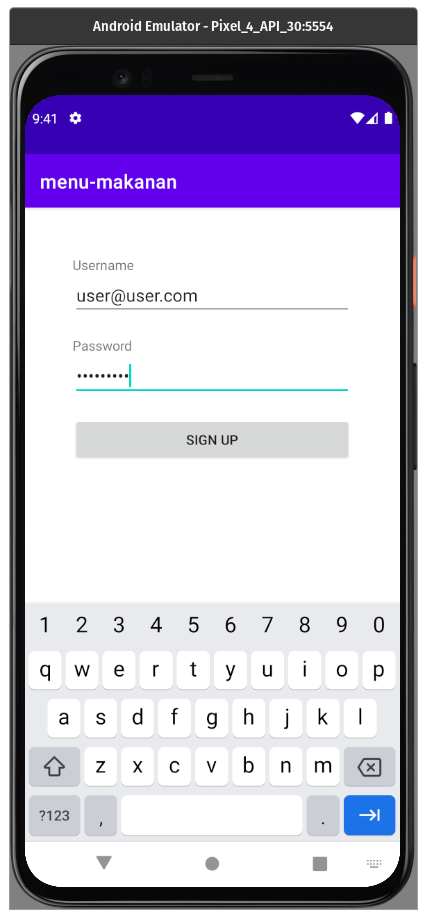 Android Emulator - Pixel_4_API_30:5554
9:41
menu-makanan
Username
user@user.com
Password
•••••••••
SIGN UP
1 2 3 4 5 6 7 8 9 0
q w e r t y u i o p
a s d f g h j k l
z x c v b n m
?123 , .